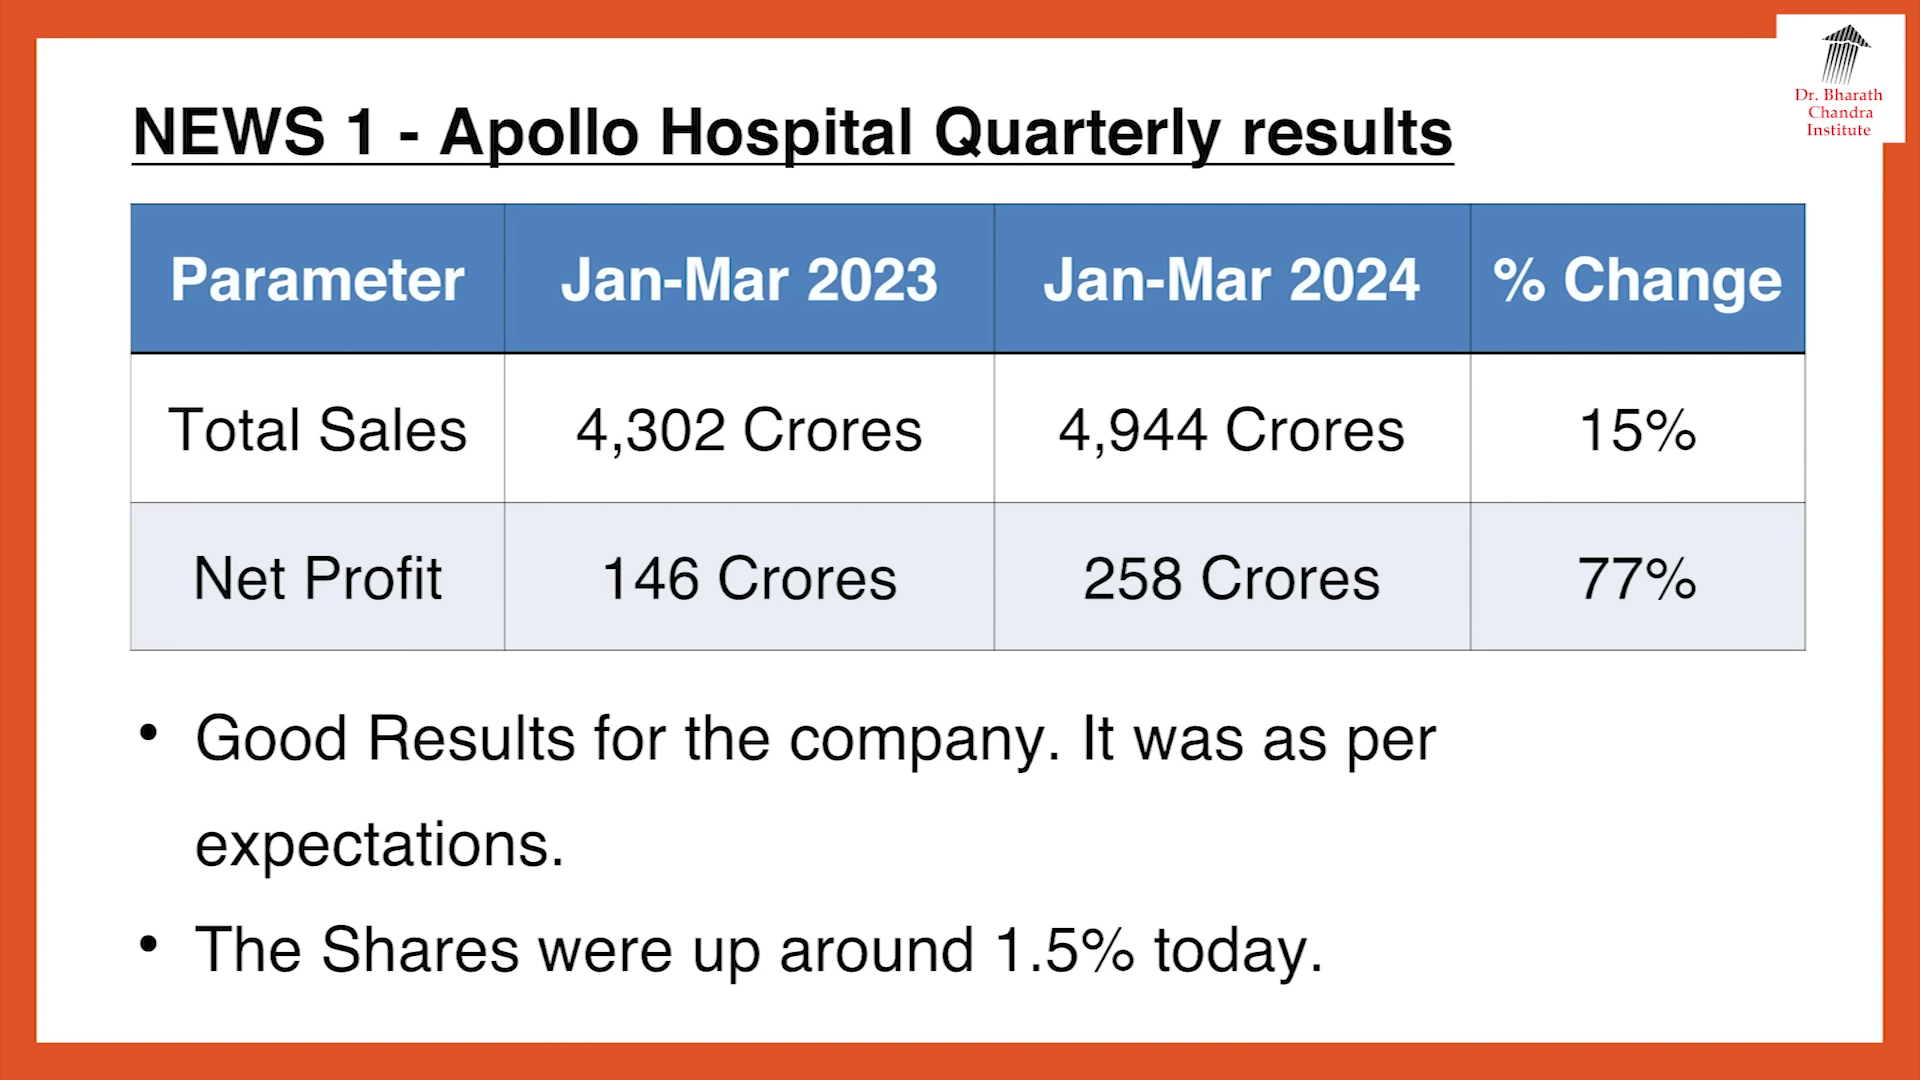 Dr. Bharath
Chandra
Institute
NEWS 1 - Apollo Hospital Quarterly results
Parameter Jan-Mar 2023 Jan-Mar 2024 % Change
Total Sales 4,302 Crores 4,944 Crores 15%
Net Profit 146 Crores 258 Crores 77%
• Good Results for the company. It was as per
expectations.
• The Shares were up around 1.5% today.